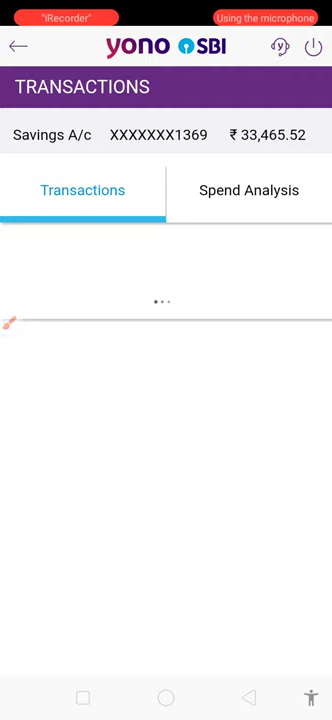 "iRecorder" Using the microphone
yono SBI
TRANSACTIONS
Savings A/c XXXXXXX1369 ₹ 33,465.52
Transactions Spend Analysis